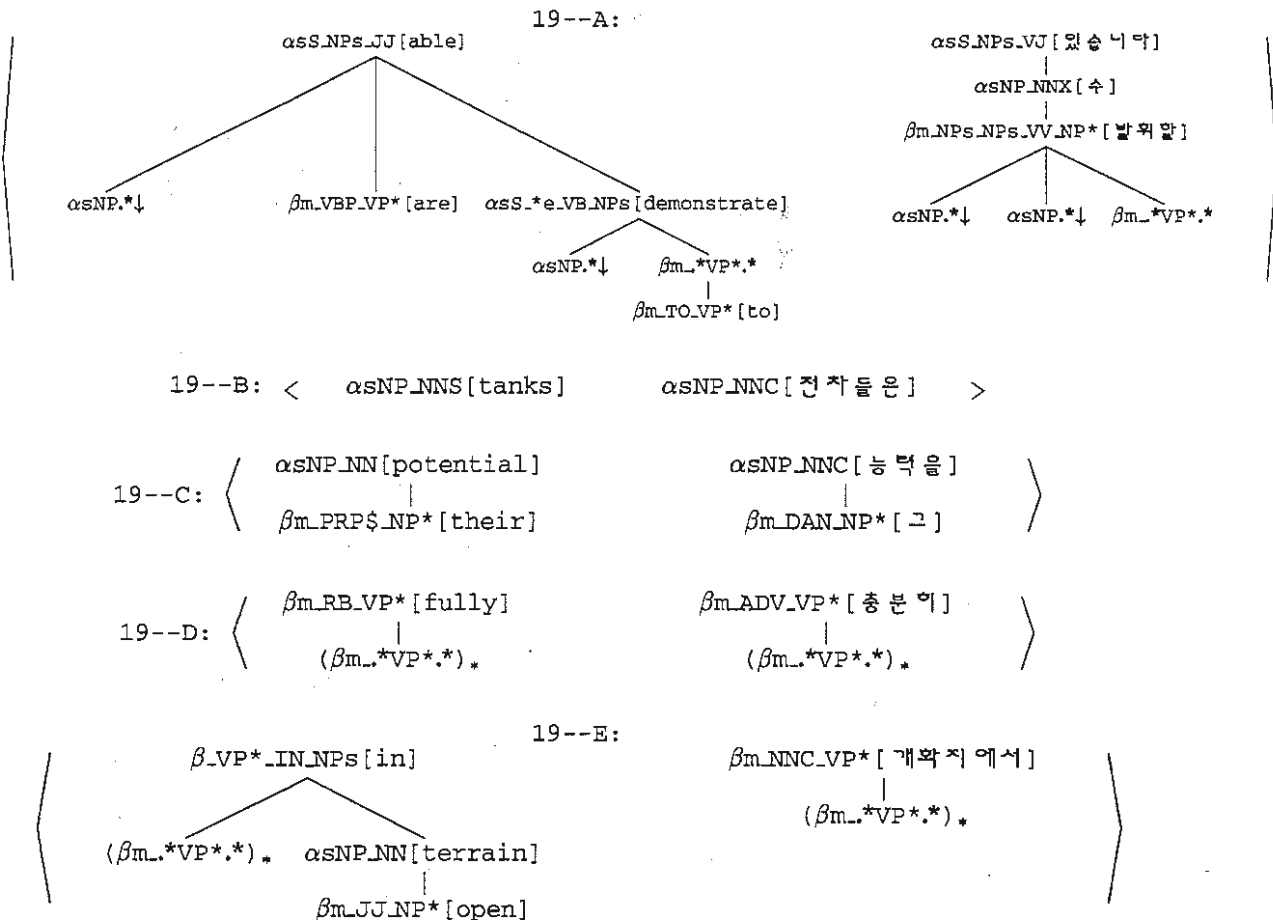 19--A:
αsS_NPs_JJ[able] αsS_NPs_VJ[있습니다]
αsNP_NNX[수]
βm_NPs_NPs_VV_NP*[발휘할]
αsNP.*↓ βm_VBP_VP*[are] αsS_*e_VB_NPs[demonstrate] αsNP.*↓ αsNP.*↓ βm_.*VP*.*
αsNP.*↓ βm_.*VP*.*
βm_TO_VP*[to]
19--B: < αsNP_NNS[tanks] αsNP_NNC[전차들은] >
αsNP_NN[potential] αsNP_NNC[능력을]
19--C: ⟨ ⟩
βm_PRP$_NP*[their] βm_DAN_NP*[그]
βm_RB_VP*[fully] βm_ADV_VP*[충분히]
19--D: ⟨ ⟩
(βm_.*VP*.*)* (βm_.*VP*.*)*
19--E:
β_VP*_IN_NPs[in] βm_NNC_VP*[개활지에서]
(βm_.*VP*.*)* αsNP_NN[terrain] (βm_.*VP*.*)*
βm_JJ_NP*[open]